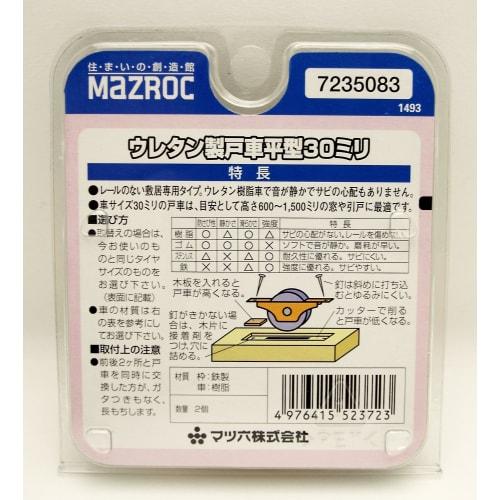 住・まい・の・創・造・館
MaZROC
7235083
1493
ウレタン製戸車平型30ミリ
特長
●レールのない敷居専用タイプ。ウレタン樹脂車で音が静かでサビの心配もありません。
●車サイズ30ミリの戸車は、目安として高さ600〜1,500ミリの窓や引戸に最適です。
■選び方
●取替えの場合は、
今お使いのも
のと同じタイヤ
サイズのものを
お選び下さい。
(表面に記載)
●車の材質は右
の表を参考にし
てお選び下さい。
■取付上の注意
●前後2ヶ所と戸
車を同時に交
換した方が、ガ
タつきもなく、
長もちします。
防サビ性 静かさ 滑らかさ 強度 特長
樹脂 ○ △ ○ △ サビの心配がない。レールを傷めない。
ゴム ○ ○ ○ × ソフトで音が静か。磨耗が早い。
ステンレス △ × △ ○ 耐久性に優れる。サビにくい。
鉄 × × △ ○ 強度に優れる。サビやすい。
木板を入れると
戸車が高くなる。
釘は斜めに打ち込
むとゆるみにくい。
釘がきかない場
合は、木片に
接着剤を
つけ、穴に
詰める。
カッターで削る
と戸車が低くなる。
材質 枠:鉄製
車:樹脂
数量 2個
マツ六株式会社
4 976415 523723